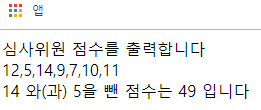 앱
심사위원 점수를 출력합니다
12,5,14,9,7,10,11
14 와(과) 5을 뺀 점수는 49 입니다